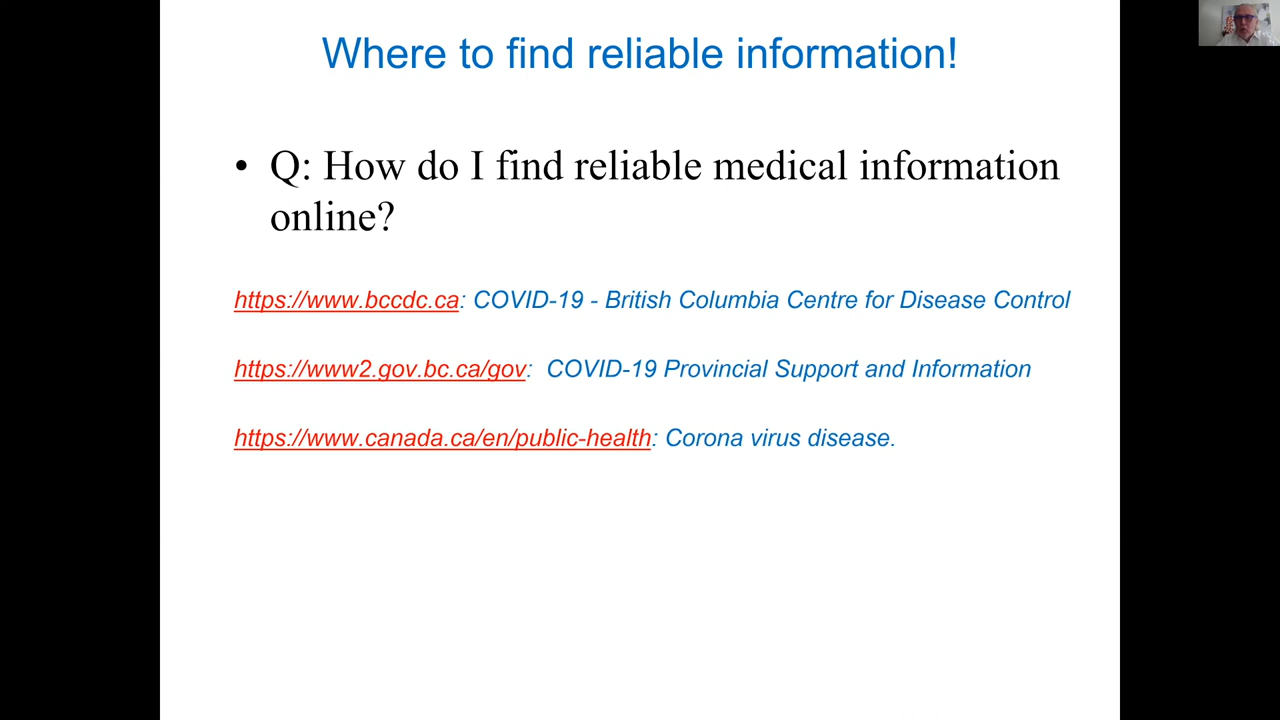 Where to find reliable information!
• Q: How do I find reliable medical information
online?
https://www.bccdc.ca: COVID-19 - British Columbia Centre for Disease Control
https://www2.gov.bc.ca/gov: COVID-19 Provincial Support and Information
https://www.canada.ca/en/public-health: Corona virus disease.